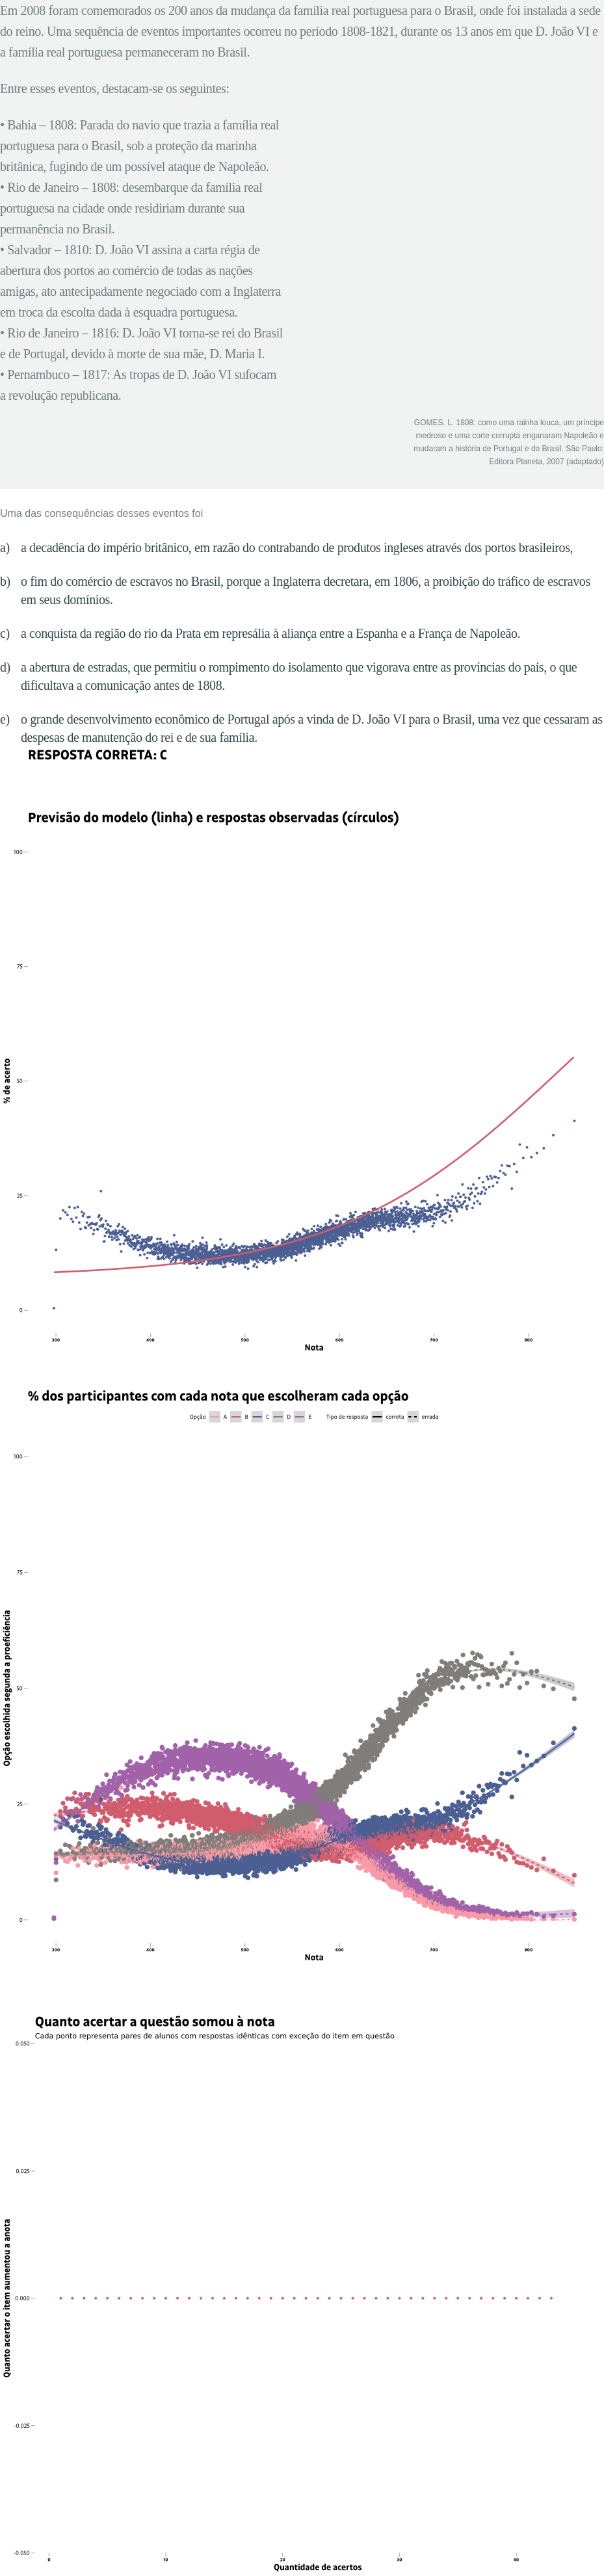 Em 2008 foram comemorados os 200 anos da mudança da família real portuguesa para o Brasil, onde foi instalada a sede
do reino. Uma sequência de eventos importantes ocorreu no período 1808-1821, durante os 13 anos em que D. João VI e
a família real portuguesa permaneceram no Brasil.
Entre esses eventos, destacam-se os seguintes:
• Bahia – 1808: Parada do navio que trazia a família real
portuguesa para o Brasil, sob a proteção da marinha
britânica, fugindo de um possível ataque de Napoleão.
• Rio de Janeiro – 1808: desembarque da família real
portuguesa na cidade onde residiriam durante sua
permanência no Brasil.
• Salvador – 1810: D. João VI assina a carta régia de
abertura dos portos ao comércio de todas as nações
amigas, ato antecipadamente negociado com a Inglaterra
em troca da escolta dada à esquadra portuguesa.
• Rio de Janeiro – 1816: D. João VI torna-se rei do Brasil
e de Portugal, devido à morte de sua mãe, D. Maria I.
• Pernambuco – 1817: As tropas de D. João VI sufocam
a revolução republicana.
GOMES. L. 1808: como uma rainha louca, um príncipe
medroso e uma corte corrupta enganaram Napoleão e
mudaram a história de Portugal e do Brasil. São Paulo:
Editora Planeta, 2007 (adaptado)
Uma das consequências desses eventos foi
a) a decadência do império britânico, em razão do contrabando de produtos ingleses através dos portos brasileiros,
b) o fim do comércio de escravos no Brasil, porque a Inglaterra decretara, em 1806, a proibição do tráfico de escravos
em seus domínios.
c) a conquista da região do rio da Prata em represália à aliança entre a Espanha e a França de Napoleão.
d) a abertura de estradas, que permitiu o rompimento do isolamento que vigorava entre as províncias do país, o que
dificultava a comunicação antes de 1808.
e) o grande desenvolvimento econômico de Portugal após a vinda de D. João VI para o Brasil, uma vez que cessaram as
despesas de manutenção do rei e de sua família.
RESPOSTA CORRETA: C
Previsão do modelo (linha) e respostas observadas (círculos)
100
75
50
25
0
% de acerto
300 400 500 600 700 800
Nota
% dos participantes com cada nota que escolheram cada opção
Opção A B C D E Tipo de resposta correta errada
100
75
50
25
0
Opção escolhida segunda a proeficiência
300 400 500 600 700 800
Nota
Quanto acertar a questão somou à nota
Cada ponto representa pares de alunos com respostas idênticas com exceção do item em questão
0.050
0.025
0.000
-0.025
-0.050
Quanto acertar o item aumentou a anota
0 10 20 30 40
Quantidade de acertos